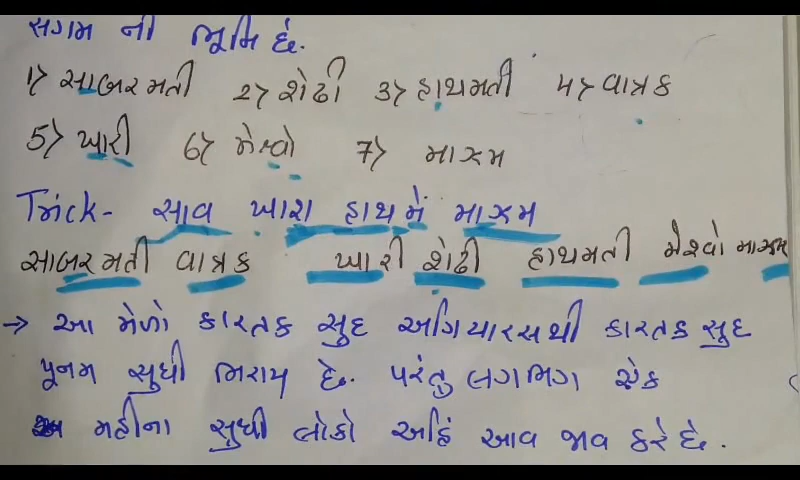 સગમ ની ભૂમિ છે.
1> સાબરમતી 2> શેઢી 3> હાથમતી 4> વાત્રક
5> ખારી 6> મેશ્વો 7> માઝમ
Trick- સાવ ખાશ હાથમેં માઝમ
સાબરમતી વાત્રક ખારી શેઢી હાથમતી મેશ્વો માઝમ
→ આ મેળો કારતક સુદ અગિયારસથી કારતક સુદ
પૂનમ સુધી ભરાય છે. પરંતુ લગભગ એક
મહીના સુધી લોકો અહિં આવ જાવ કરે છે.